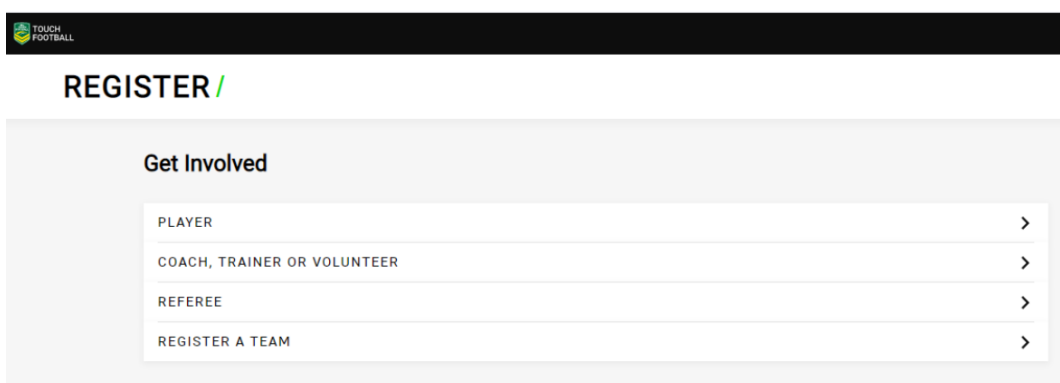 TOUCH
FOOTBALL
REGISTER /
Get Involved
PLAYER
COACH, TRAINER OR VOLUNTEER
REFEREE
REGISTER A TEAM